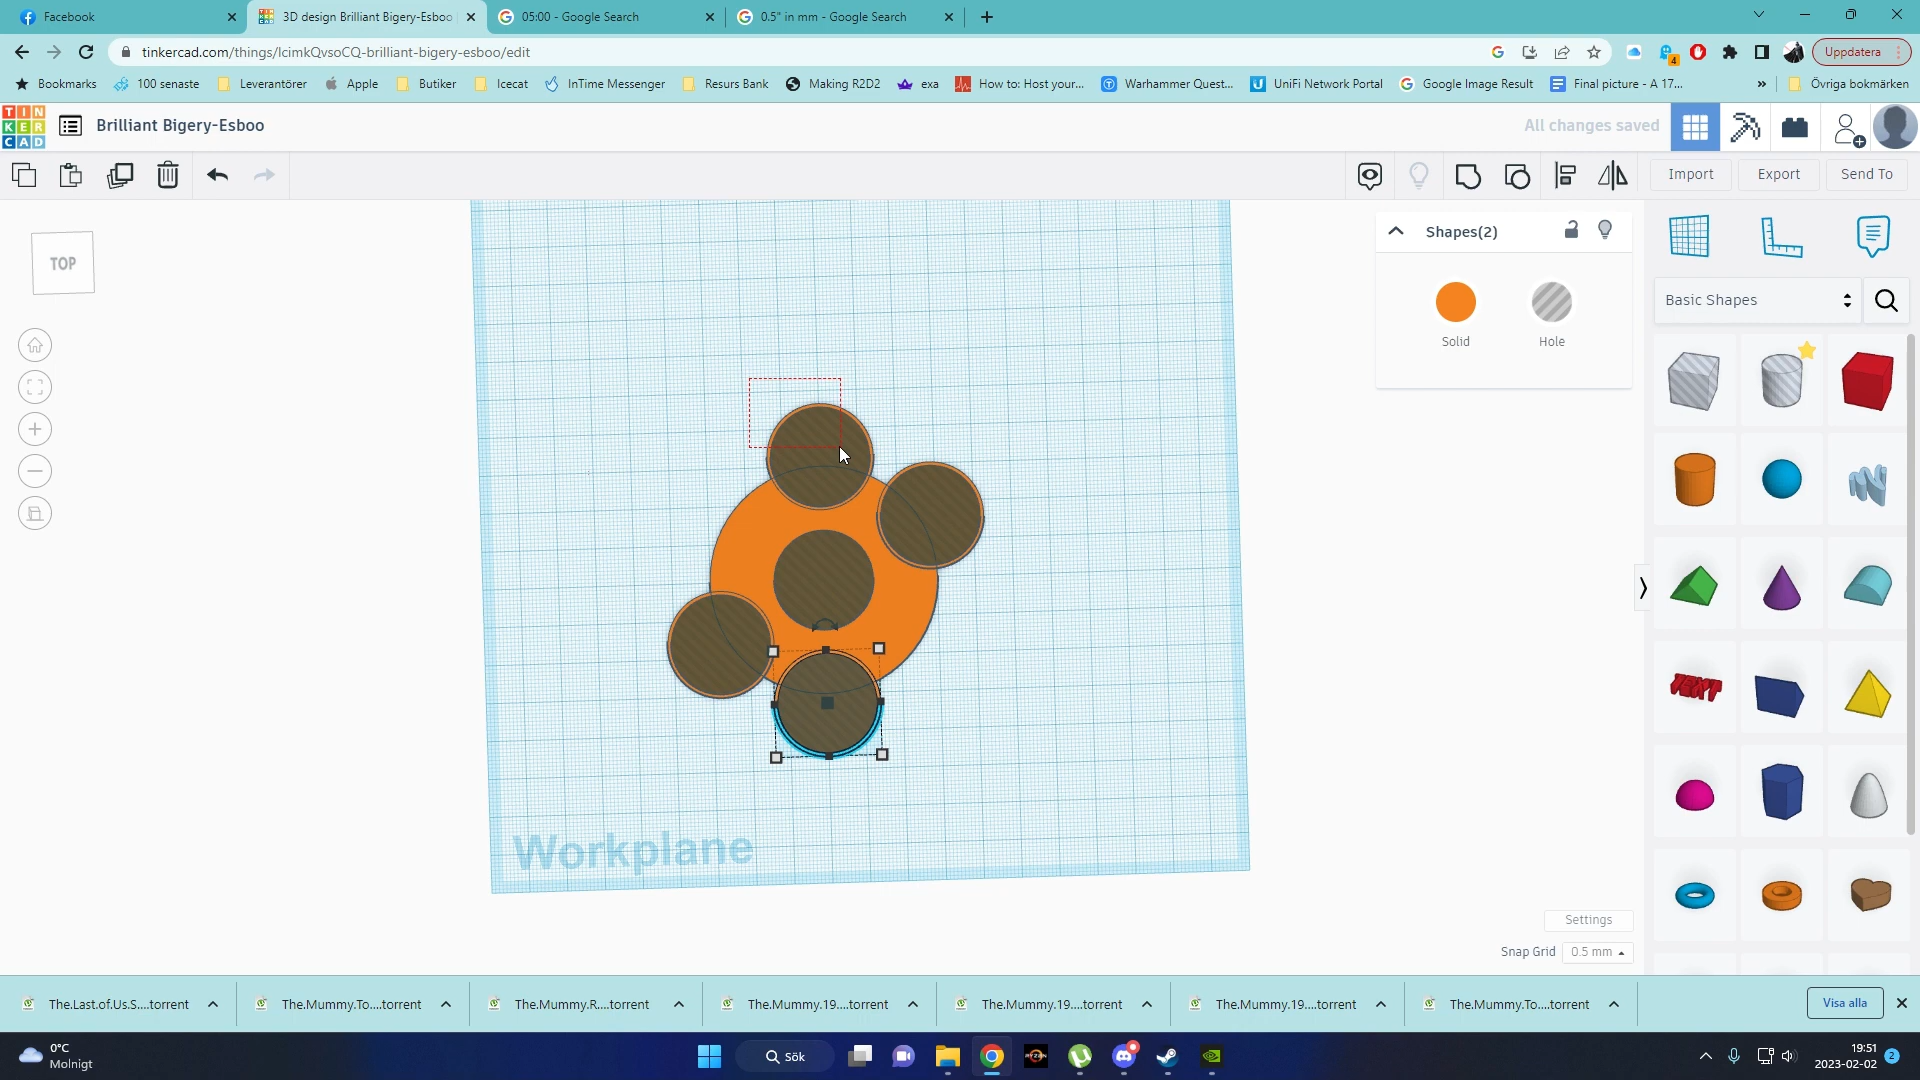 Facebook
3D design Brilliant Bigery-Esboo
05:00 - Google Search
0.5" in mm - Google Search
tinkercad.com/things/lcimkQvsoCQ-brilliant-bigery-esboo/edit
4
Uppdatera
Bookmarks
100 senaste
Leverantörer
Apple
Butiker
Icecat
InTime Messenger
Resurs Bank
Making R2D2
exa
How to: Host your...
Warhammer Quest...
UniFi Network Portal
Google Image Result
Final picture - A 17...
»
Övriga bokmärken
TIN
KER
CAD
Brilliant Bigery-Esboo
All changes saved
Import
Export
Send To
TOP
Shapes(2)
Solid
Hole
Basic Shapes
TEXT
Workplane
Settings
Snap Grid
0.5 mm
The.Last.of.Us.S....torrent
The.Mummy.To....torrent
The.Mummy.R....torrent
The.Mummy.19....torrent
The.Mummy.19....torrent
The.Mummy.19....torrent
The.Mummy.To....torrent
Visa alla
0°C
Molnigt
Sök
RYZEN
19:51
2023-02-02
2